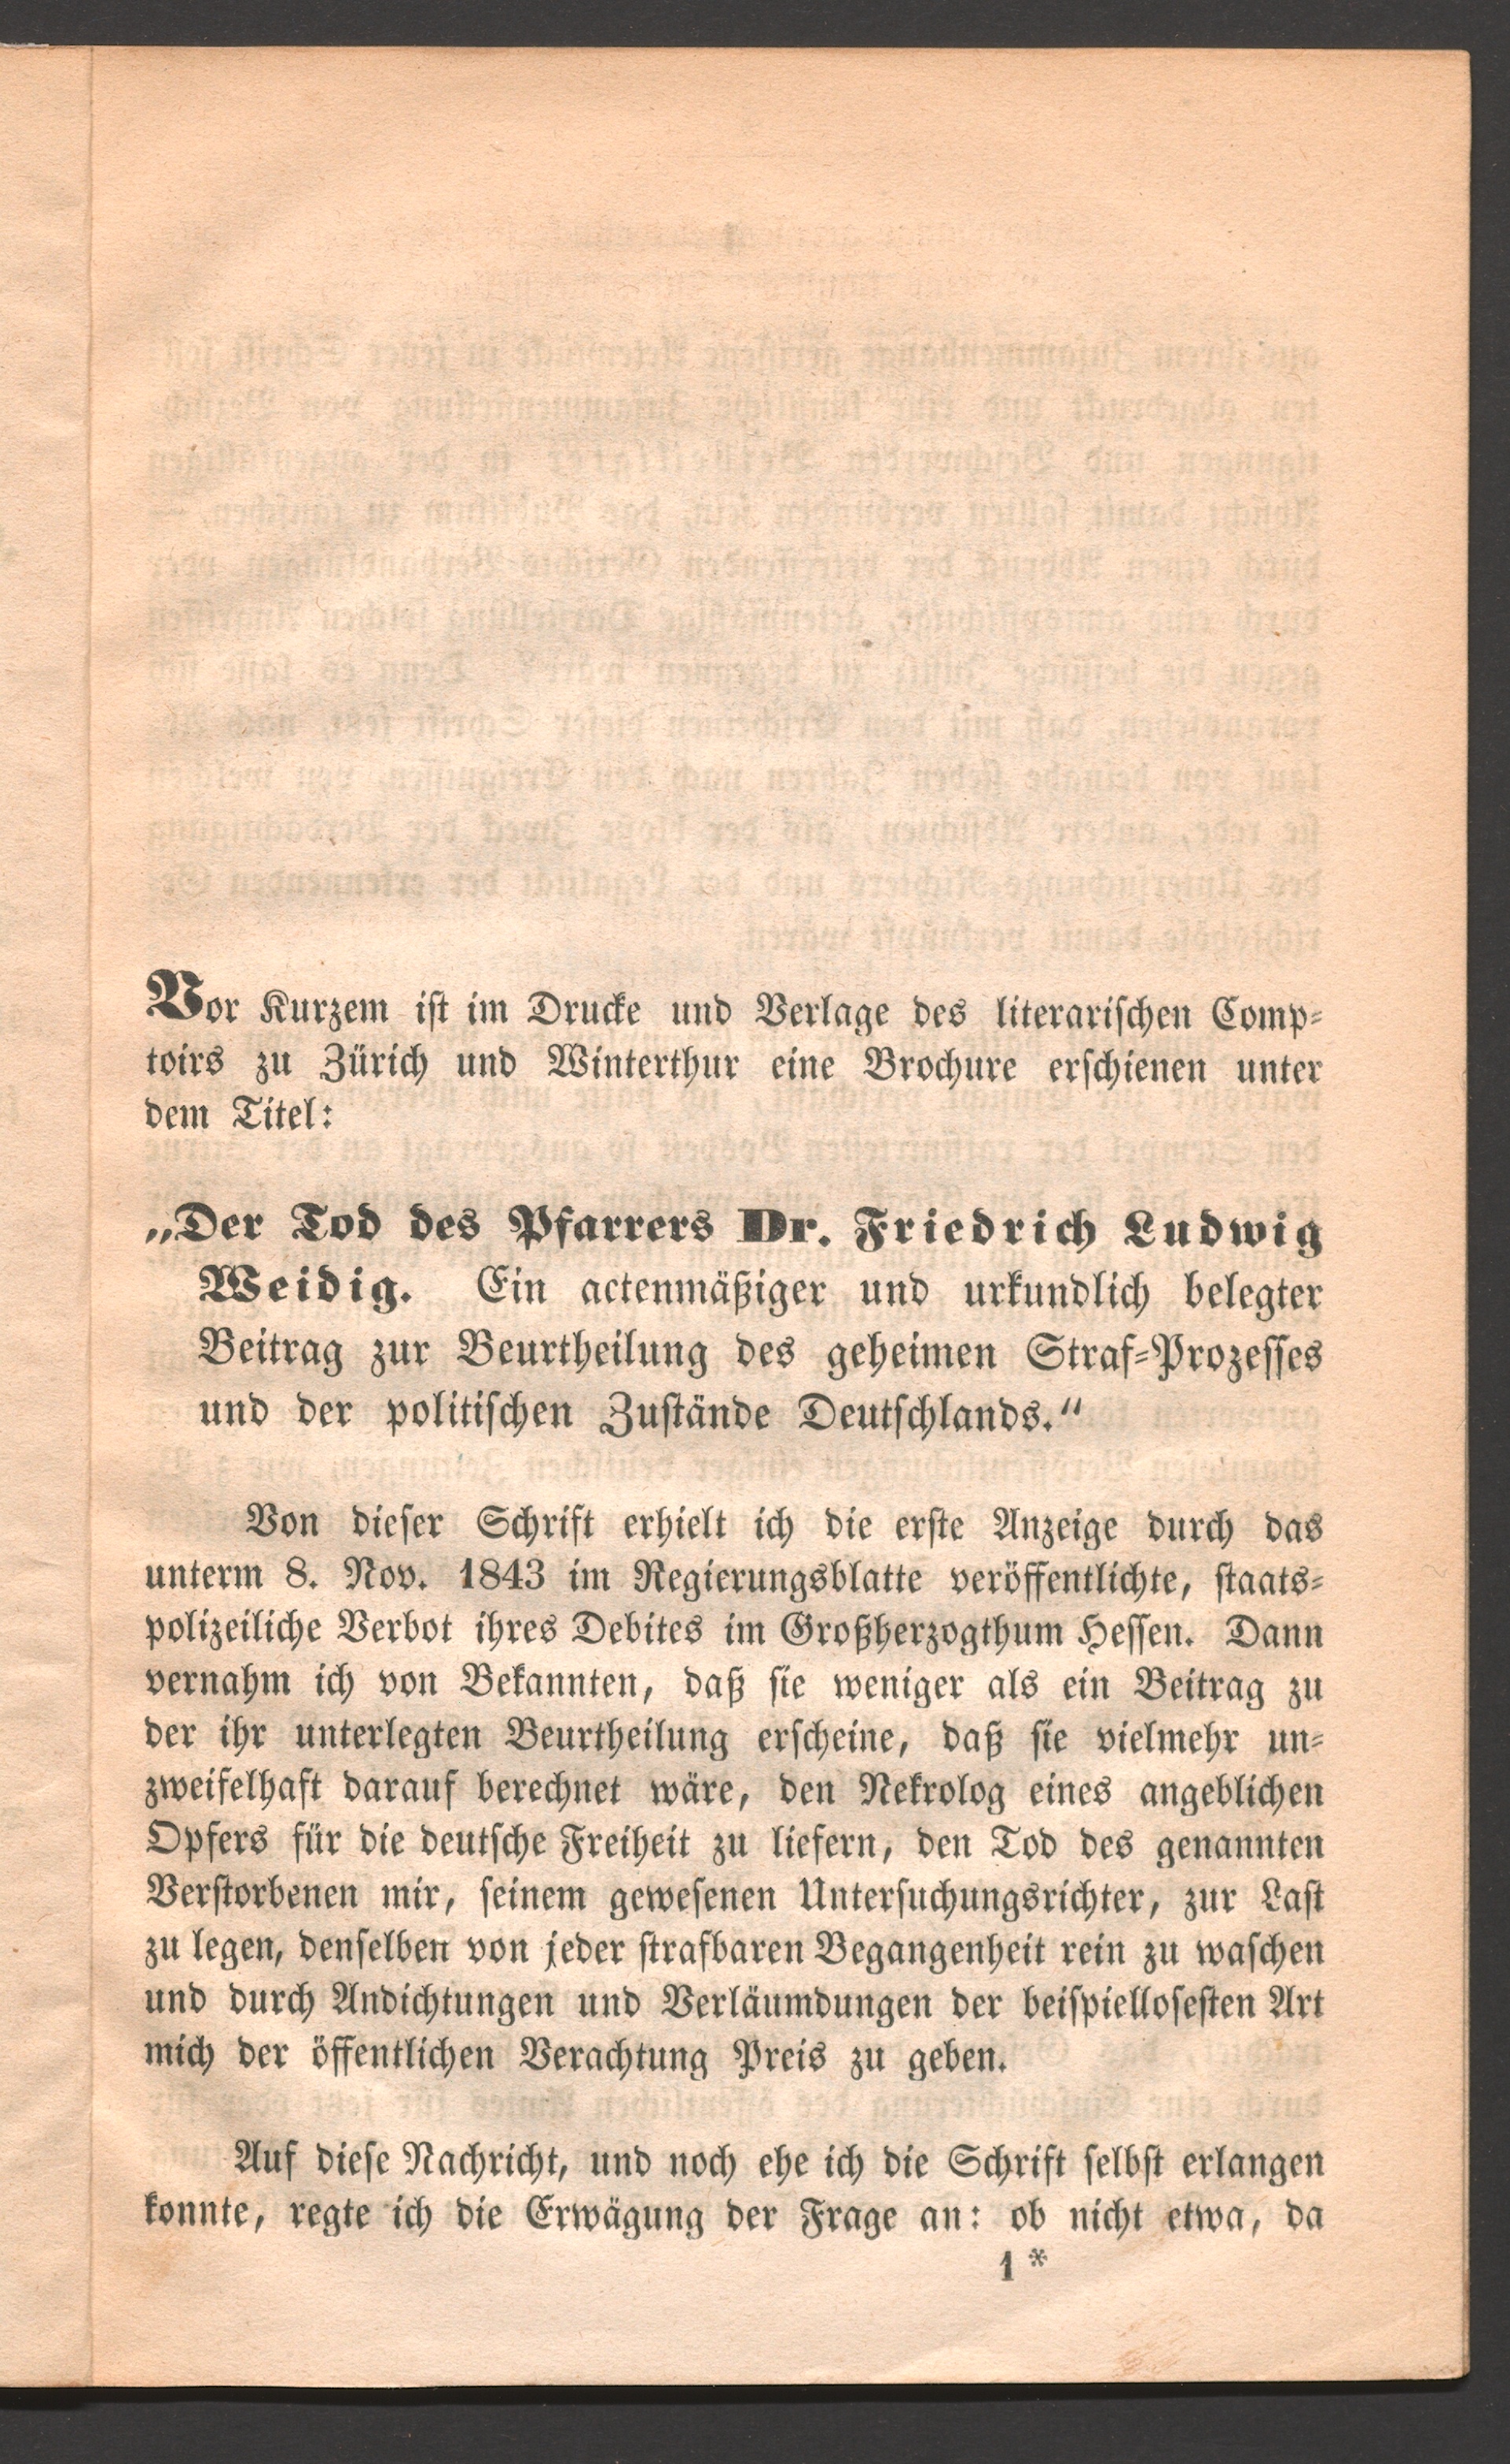 Vor Kurzem ist im Drucke und Verlage des literarischen Comp-
toirs zu Zürich und Winterthur eine Brochure erschienen unter
dem Titel:
„Der Tod des Pfarrers Dr. Friedrich Ludwig
Weidig. Ein actenmäßiger und urkundlich belegter
Beitrag zur Beurtheilung des geheimen Straf-Prozesses
und der politischen Zustände Deutschlands.“
Von dieser Schrift erhielt ich die erste Anzeige durch das
unterm 8. Nov. 1843 im Regierungsblatte veröffentlichte, staats-
polizeiliche Verbot ihres Debites im Großherzogthum Hessen. Dann
vernahm ich von Bekannten, daß sie weniger als ein Beitrag zu
der ihr unterlegten Beurtheilung erscheine, daß sie vielmehr un-
zweifelhaft darauf berechnet wäre, den Nekrolog eines angeblichen
Opfers für die deutsche Freiheit zu liefern, den Tod des genannten
Verstorbenen mir, seinem gewesenen Untersuchungsrichter, zur Last
zu legen, denselben von jeder strafbaren Begangenheit rein zu waschen
und durch Andichtungen und Verläumdungen der beispiellosesten Art
mich der öffentlichen Verachtung Preis zu geben.
Auf diese Nachricht, und noch ehe ich die Schrift selbst erlangen
konnte, regte ich die Erwägung der Frage an: ob nicht etwa, da
1 *